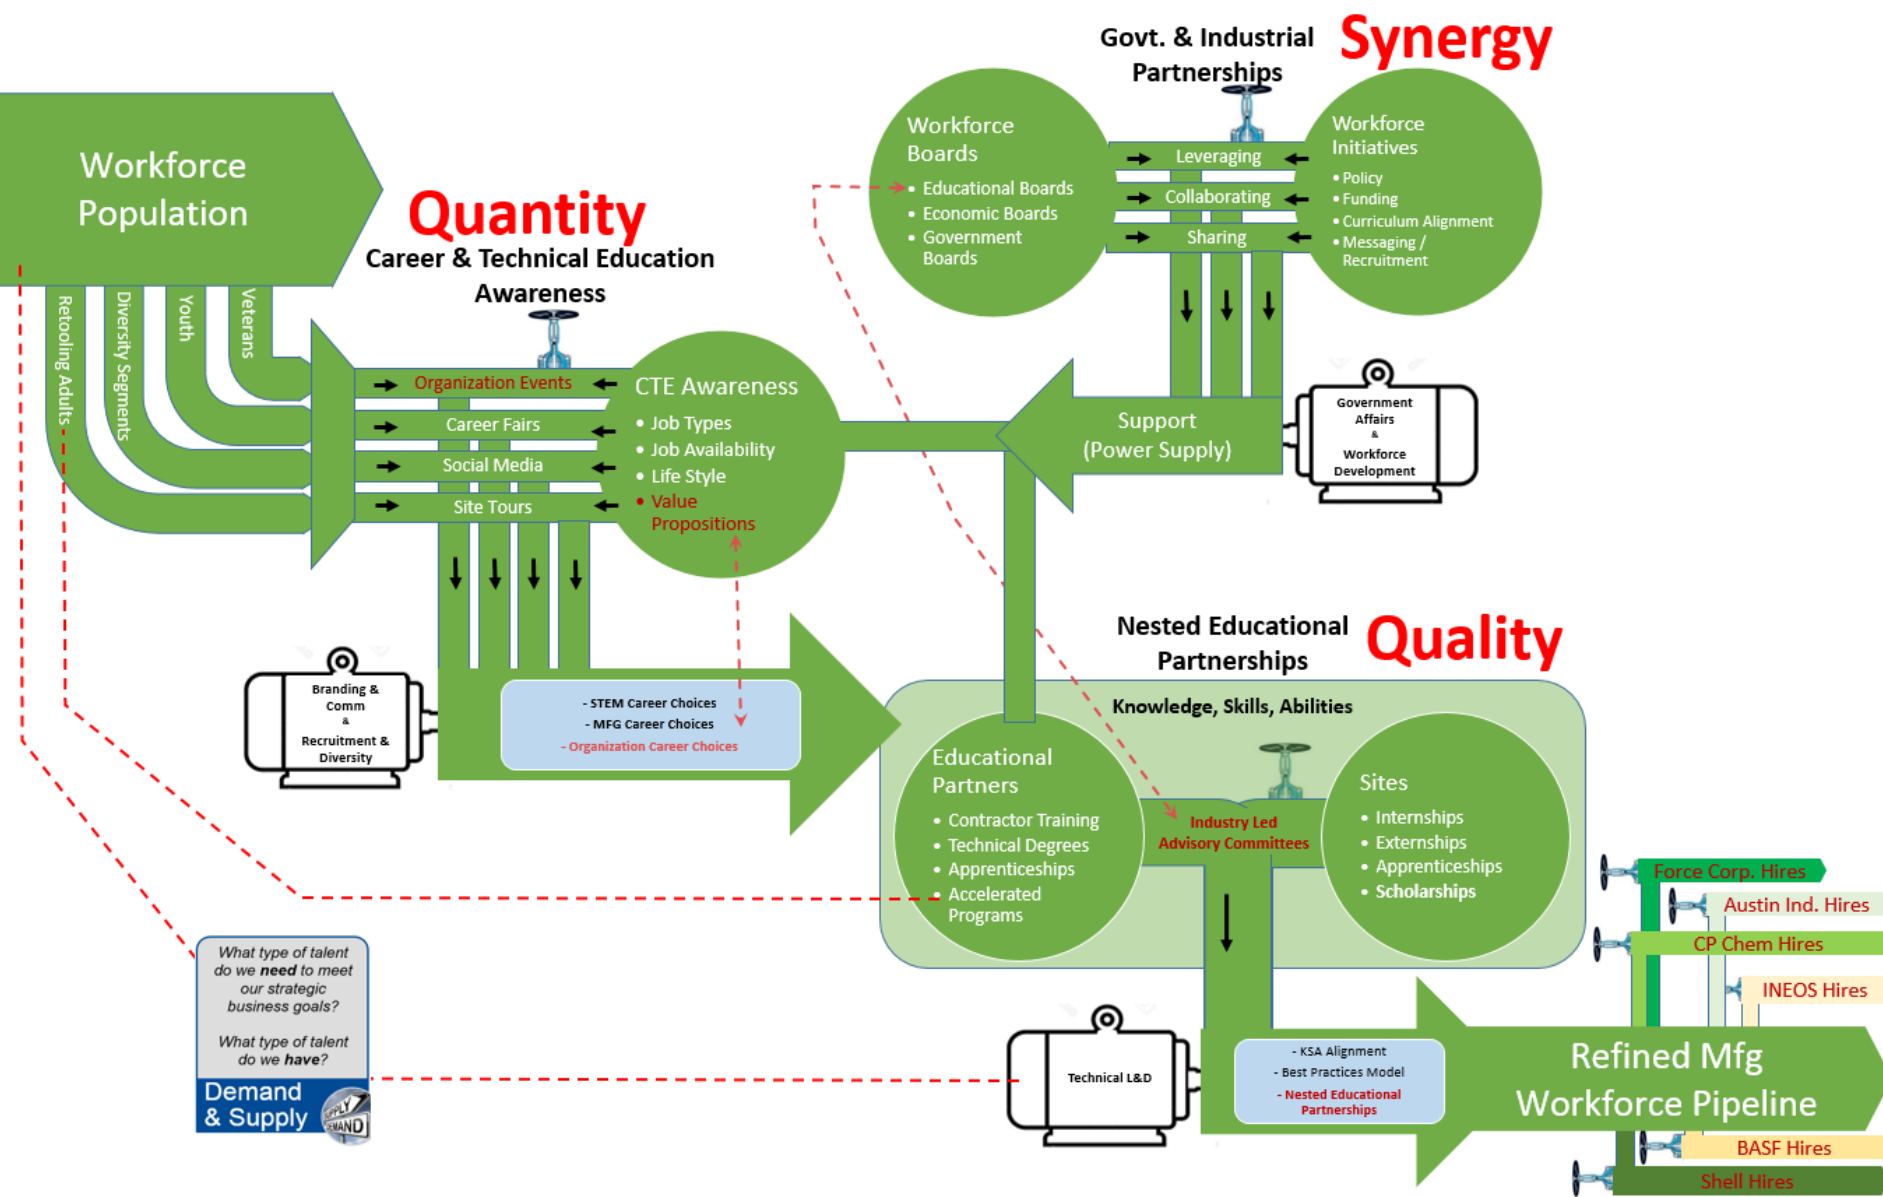 Govt. & Industrial
Partnerships
Synergy
Workforce
Boards
• Educational Boards
• Economic Boards
• Government
Boards
Leveraging
Collaborating
Sharing
Workforce
Initiatives
• Policy
• Funding
• Curriculum Alignment
• Messaging /
Recruitment
Workforce
Population
Quantity
Career & Technical Education
Awareness
Retooling Adults
Diversity Segments
Youth
Veterans
Organization Events
Career Fairs
Social Media
Site Tours
CTE Awareness
• Job Types
• Job Availability
• Life Style
• Value
Propositions
Support
(Power Supply)
Government
Affairs
&
Workforce
Development
Branding &
Comm
&
Recruitment &
Diversity
- STEM Career Choices
- MFG Career Choices
- Organization Career Choices
Nested Educational
Partnerships
Quality
Knowledge, Skills, Abilities
Educational
Partners
• Contractor Training
• Technical Degrees
• Apprenticeships
• Accelerated
Programs
Industry Led
Advisory Committees
Sites
• Internships
• Externships
• Apprenticeships
• Scholarships
Force Corp. Hires
Austin Ind. Hires
CP Chem Hires
INEOS Hires
What type of talent
do we need to meet
our strategic
business goals?
What type of talent
do we have?
Demand
& Supply
SUPPLY
DEMAND
Technical L&D
- KSA Alignment
- Best Practices Model
- Nested Educational
Partnerships
Refined Mfg
Workforce Pipeline
BASF Hires
Shell Hires